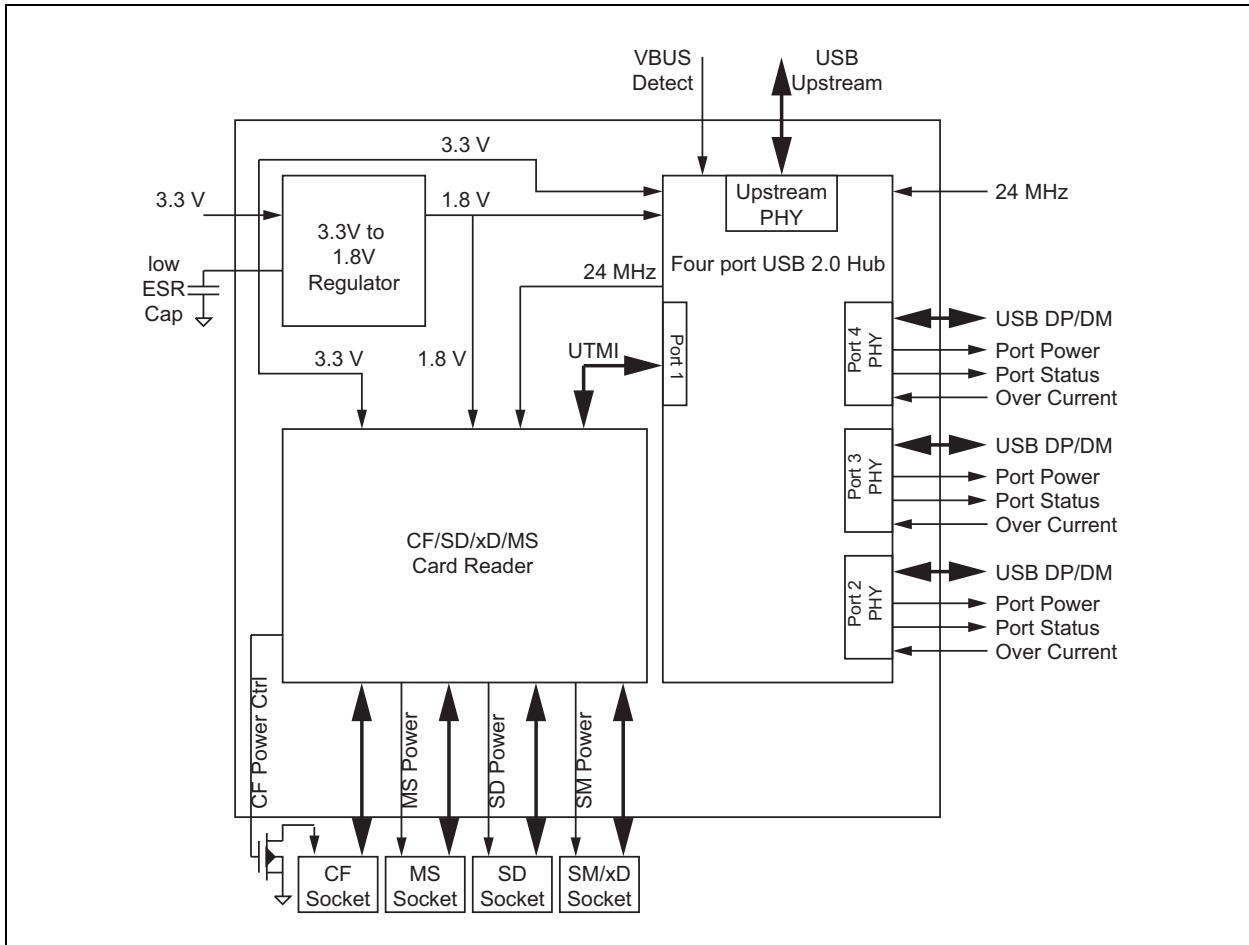 VBUS
Detect
USB
Upstream
3.3 V
3.3 V
1.8 V
Upstream
PHY
24 MHz
3.3V to
1.8V
Regulator
low
ESR
Cap
24 MHz
Four port USB 2.0 Hub
3.3 V
1.8 V
UTMI
Port 1
Port 4
PHY
USB DP/DM
Port Power
Port Status
Over Current
Port 3
PHY
USB DP/DM
Port Power
Port Status
Over Current
Port 2
PHY
USB DP/DM
Port Power
Port Status
Over Current
CF/SD/xD/MS
Card Reader
CF Power Ctrl
MS Power
SD Power
SM Power
CF
Socket
MS
Socket
SD
Socket
SM/xD
Socket